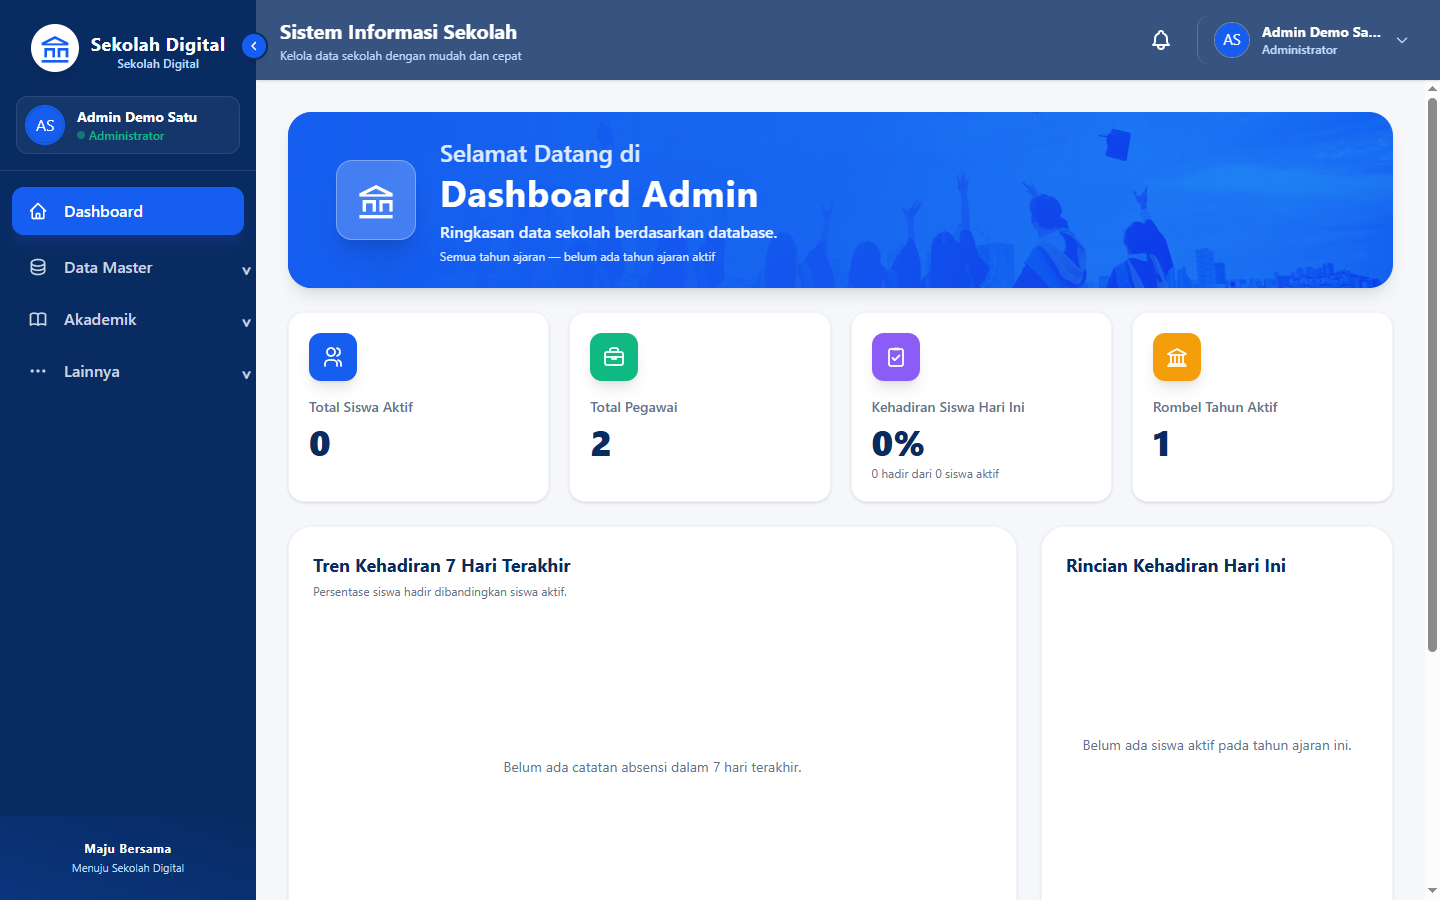 Sekolah Digital
Sekolah Digital
AS
Admin Demo Satu
Administrator
Dashboard
Data Master
Akademik
Lainnya
Maju Bersama
Menuju Sekolah Digital
Sistem Informasi Sekolah
Kelola data sekolah dengan mudah dan cepat
AS
Admin Demo Sa...
Administrator
Selamat Datang di
Dashboard Admin
Ringkasan data sekolah berdasarkan database.
Semua tahun ajaran — belum ada tahun ajaran aktif
Total Siswa Aktif
0
Total Pegawai
2
Kehadiran Siswa Hari Ini
0%
0 hadir dari 0 siswa aktif
Rombel Tahun Aktif
1
Tren Kehadiran 7 Hari Terakhir
Persentase siswa hadir dibandingkan siswa aktif.
Belum ada catatan absensi dalam 7 hari terakhir.
Rincian Kehadiran Hari Ini
Belum ada siswa aktif pada tahun ajaran ini.